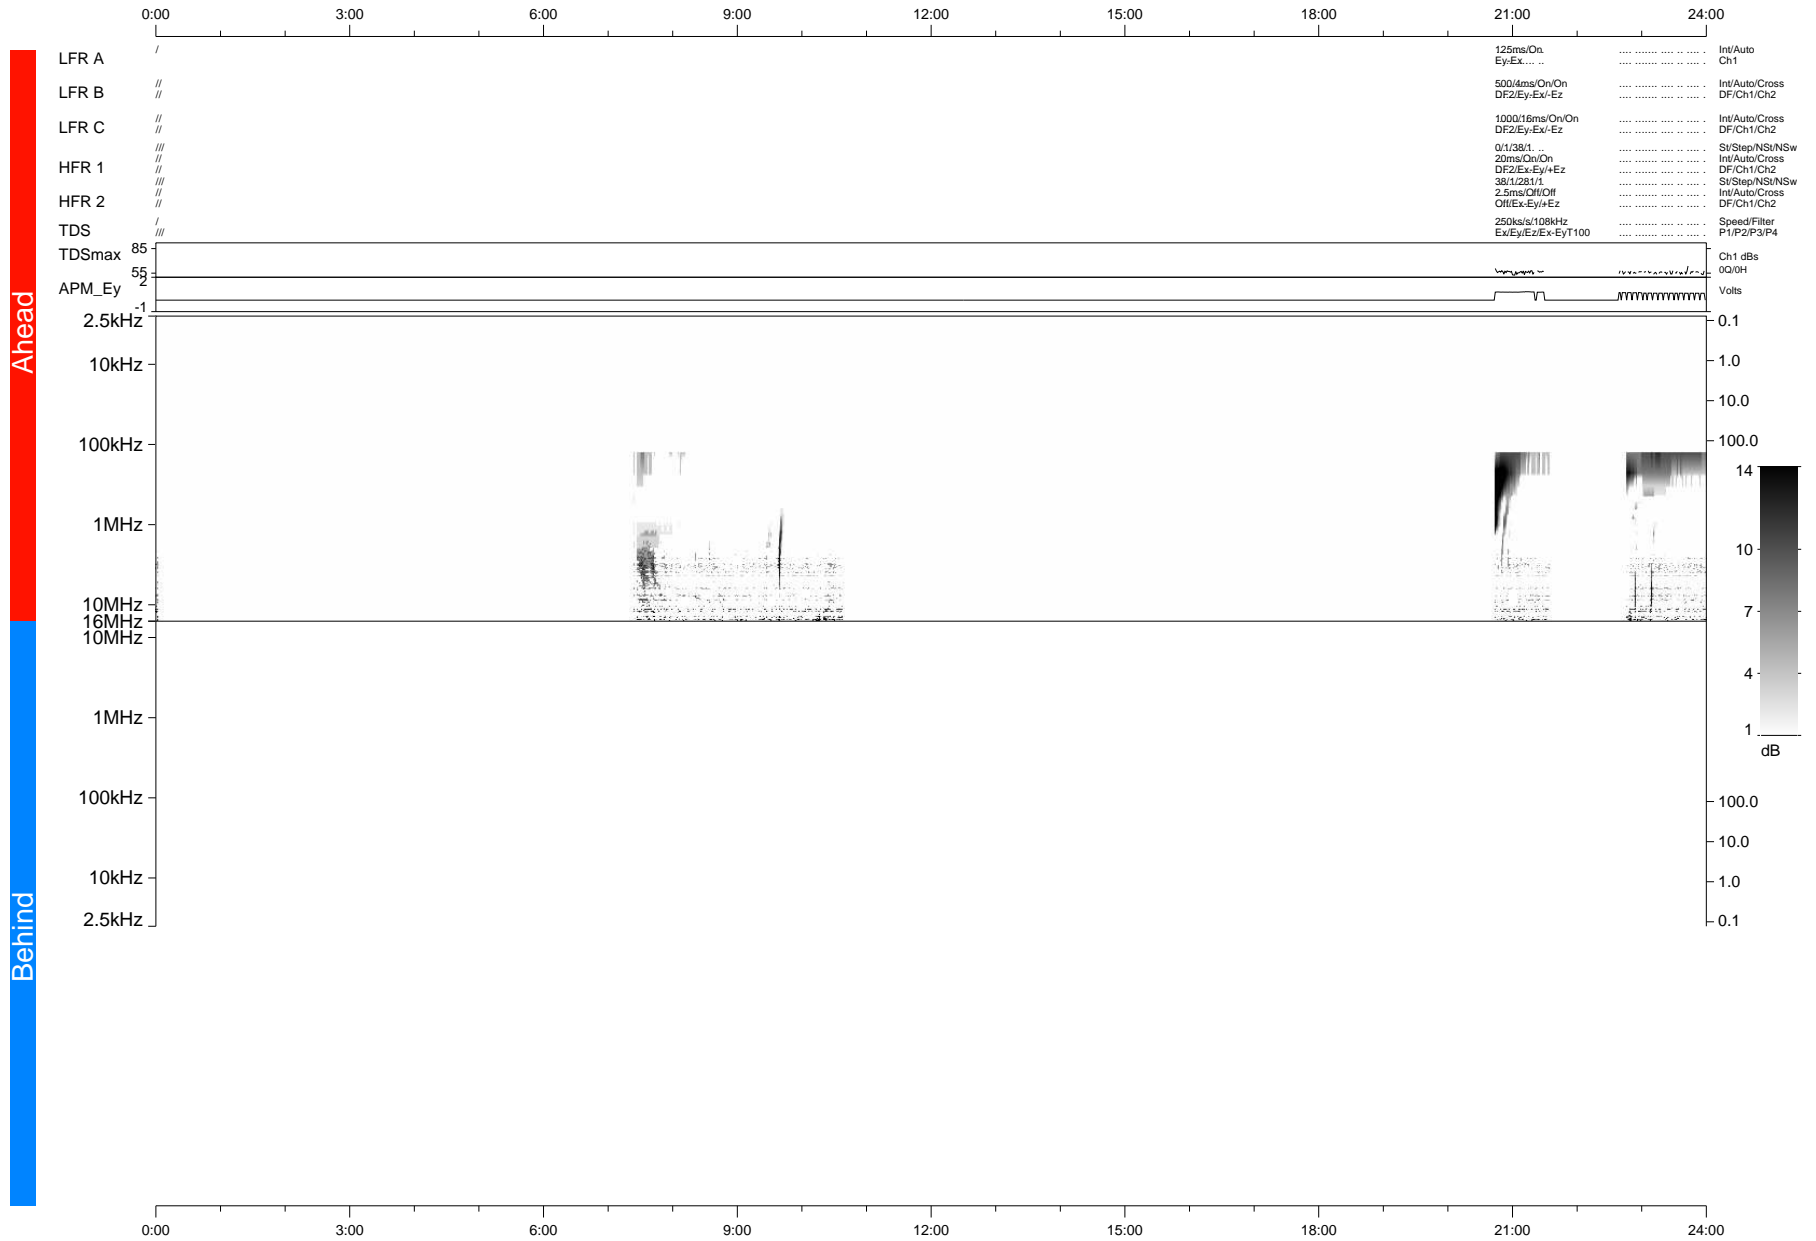 0:00 3:00 6:00 9:00 12:00 15:00 18:00 21:00 24:00
Ahead
Behind
LFR A / 125ms/On .... ....... .... .. .... . Int/Auto
Ey-Ex.... .. .... ....... .... .. .... . Ch1
LFR B // 500/4ms/On/On .... ....... .... .. .... . Int/Auto/Cross
// DF2/Ey-Ex/-Ez .... ....... .... .. .... . DF/Ch1/Ch2
LFR C // 1000/16ms/On/On .... ....... .... .. .... . Int/Auto/Cross
// DF2/Ey-Ex/-Ez .... ....... .... .. .... . DF/Ch1/Ch2
HFR 1 /// 0/1/38/1. .. .... ....... .... .. .... . St/Step/NSt/NSw
// 20ms/On/On .... ....... .... .. .... . Int/Auto/Cross
// DF2/Ex-Ey/+Ez .... ....... .... .. .... . DF/Ch1/Ch2
HFR 2 /// 38/1/281/1 .... ....... .... .. .... . St/Step/NSt/NSw
// 2.5ms/Off/Off .... ....... .... .. .... . Int/Auto/Cross
// Off/Ex-Ey/+Ez .... ....... .... .. .... . DF/Ch1/Ch2
TDS / 250ks/s/108kHz .... ....... .... .. .... . Speed/Filter
/// Ex/Ey/Ez/Ex-EyT100 .... ....... .... .. .... . P1/P2/P3/P4
TDSmax 85 Ch1 dBs
55 0Q/0H
APM_Ey 2 Volts
-1
2.5kHz 0.1
10kHz 1.0
10.0
100kHz 100.0
1MHz
10MHz
16MHz
10MHz
1MHz
100kHz 100.0
10.0
10kHz 1.0
2.5kHz 0.1
14
10
7
4
1
dB
0:00 3:00 6:00 9:00 12:00 15:00 18:00 21:00 24:00